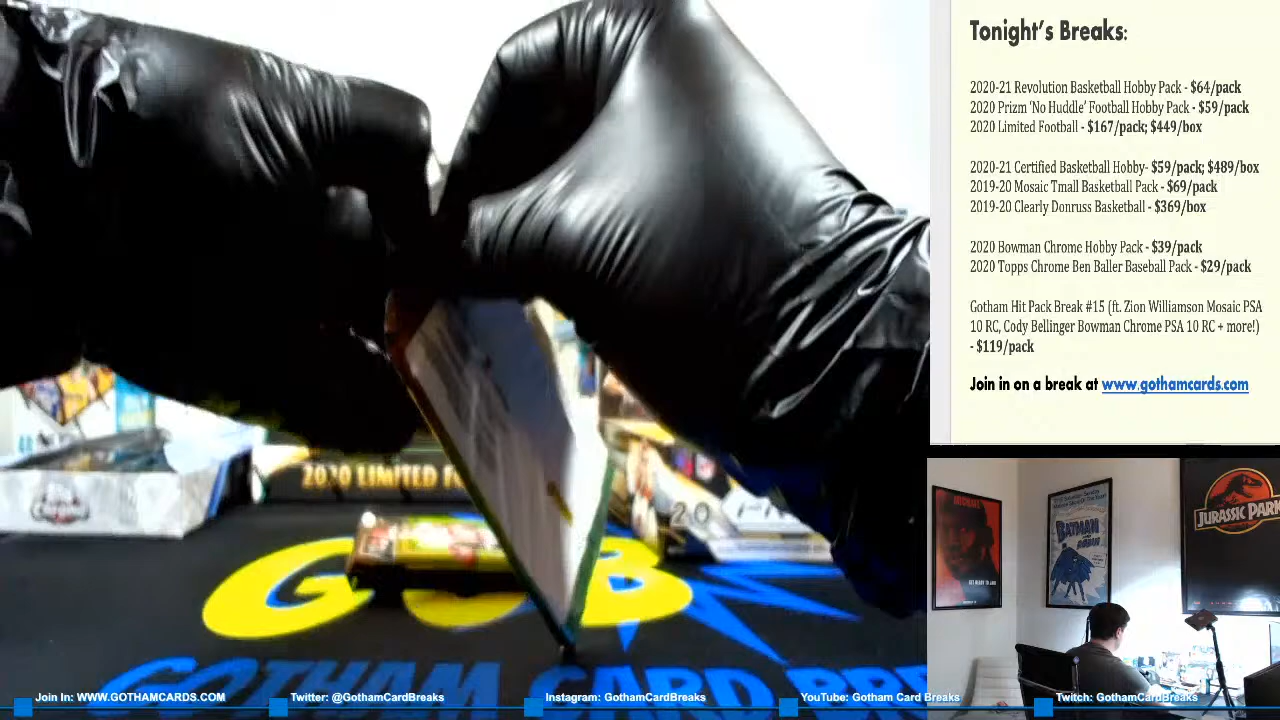 Tonight's Breaks:
2020-21 Revolution Basketball Hobby Pack - $64/pack
2020 Prizm 'No Huddle' Football Hobby Pack - $59/pack
2020 Limited Football - $167/pack; $449/box
2020-21 Certified Basketball Hobby- $59/pack; $489/box
2019-20 Mosaic Tmall Basketball Pack - $69/pack
2019-20 Clearly Donruss Basketball - $369/box
2020 Bowman Chrome Hobby Pack - $39/pack
2020 Topps Chrome Ben Baller Baseball Pack - $29/pack
Gotham Hit Pack Break #15 (ft. Zion Williamson Mosaic PSA
10 RC, Cody Bellinger Bowman Chrome PSA 10 RC + more!)
- $119/pack
Join in on a break at www.gothamcards.com
2020 LIMITED
GOTHAM CARD
JURASSIC PARK
BATMAN
Join In: WWW.GOTHAMCARDS.COM
Twitter: @GothamCardBreaks
Instagram: GothamCardBreaks
YouTube: Gotham Card Breaks
Twitch: GothamCardBreaks